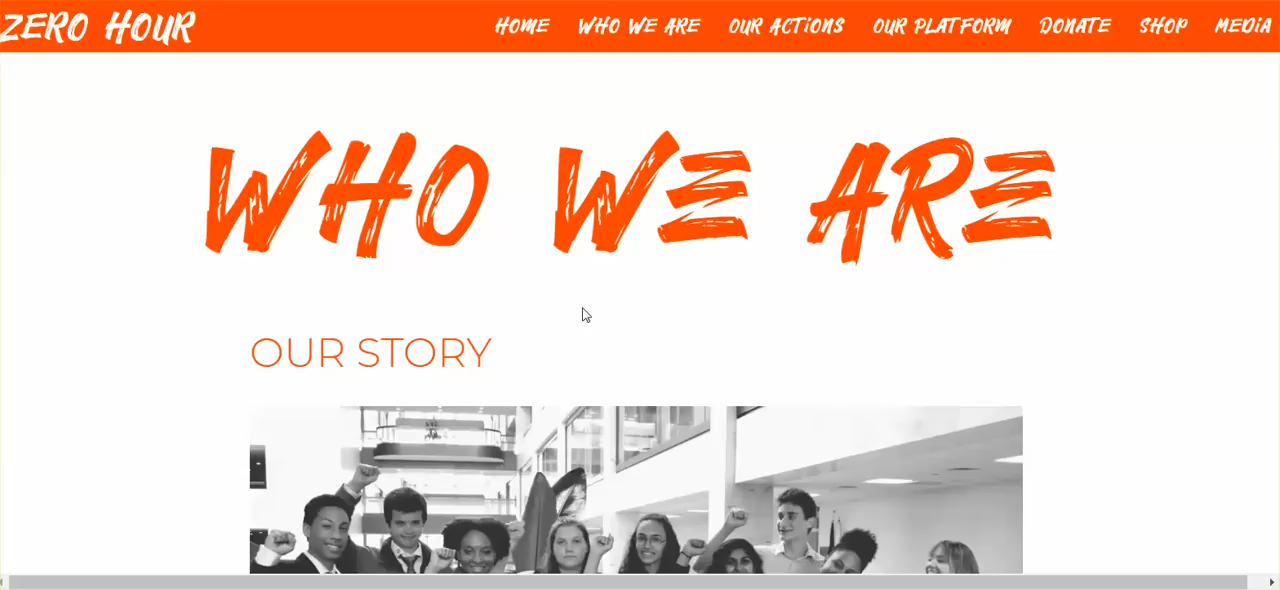 ZERO HOUR
HOME WHO WE ARE OUR ACTIONS OUR PLATFORM DONATE SHOP MEDIA
WHO WE ARE
OUR STORY